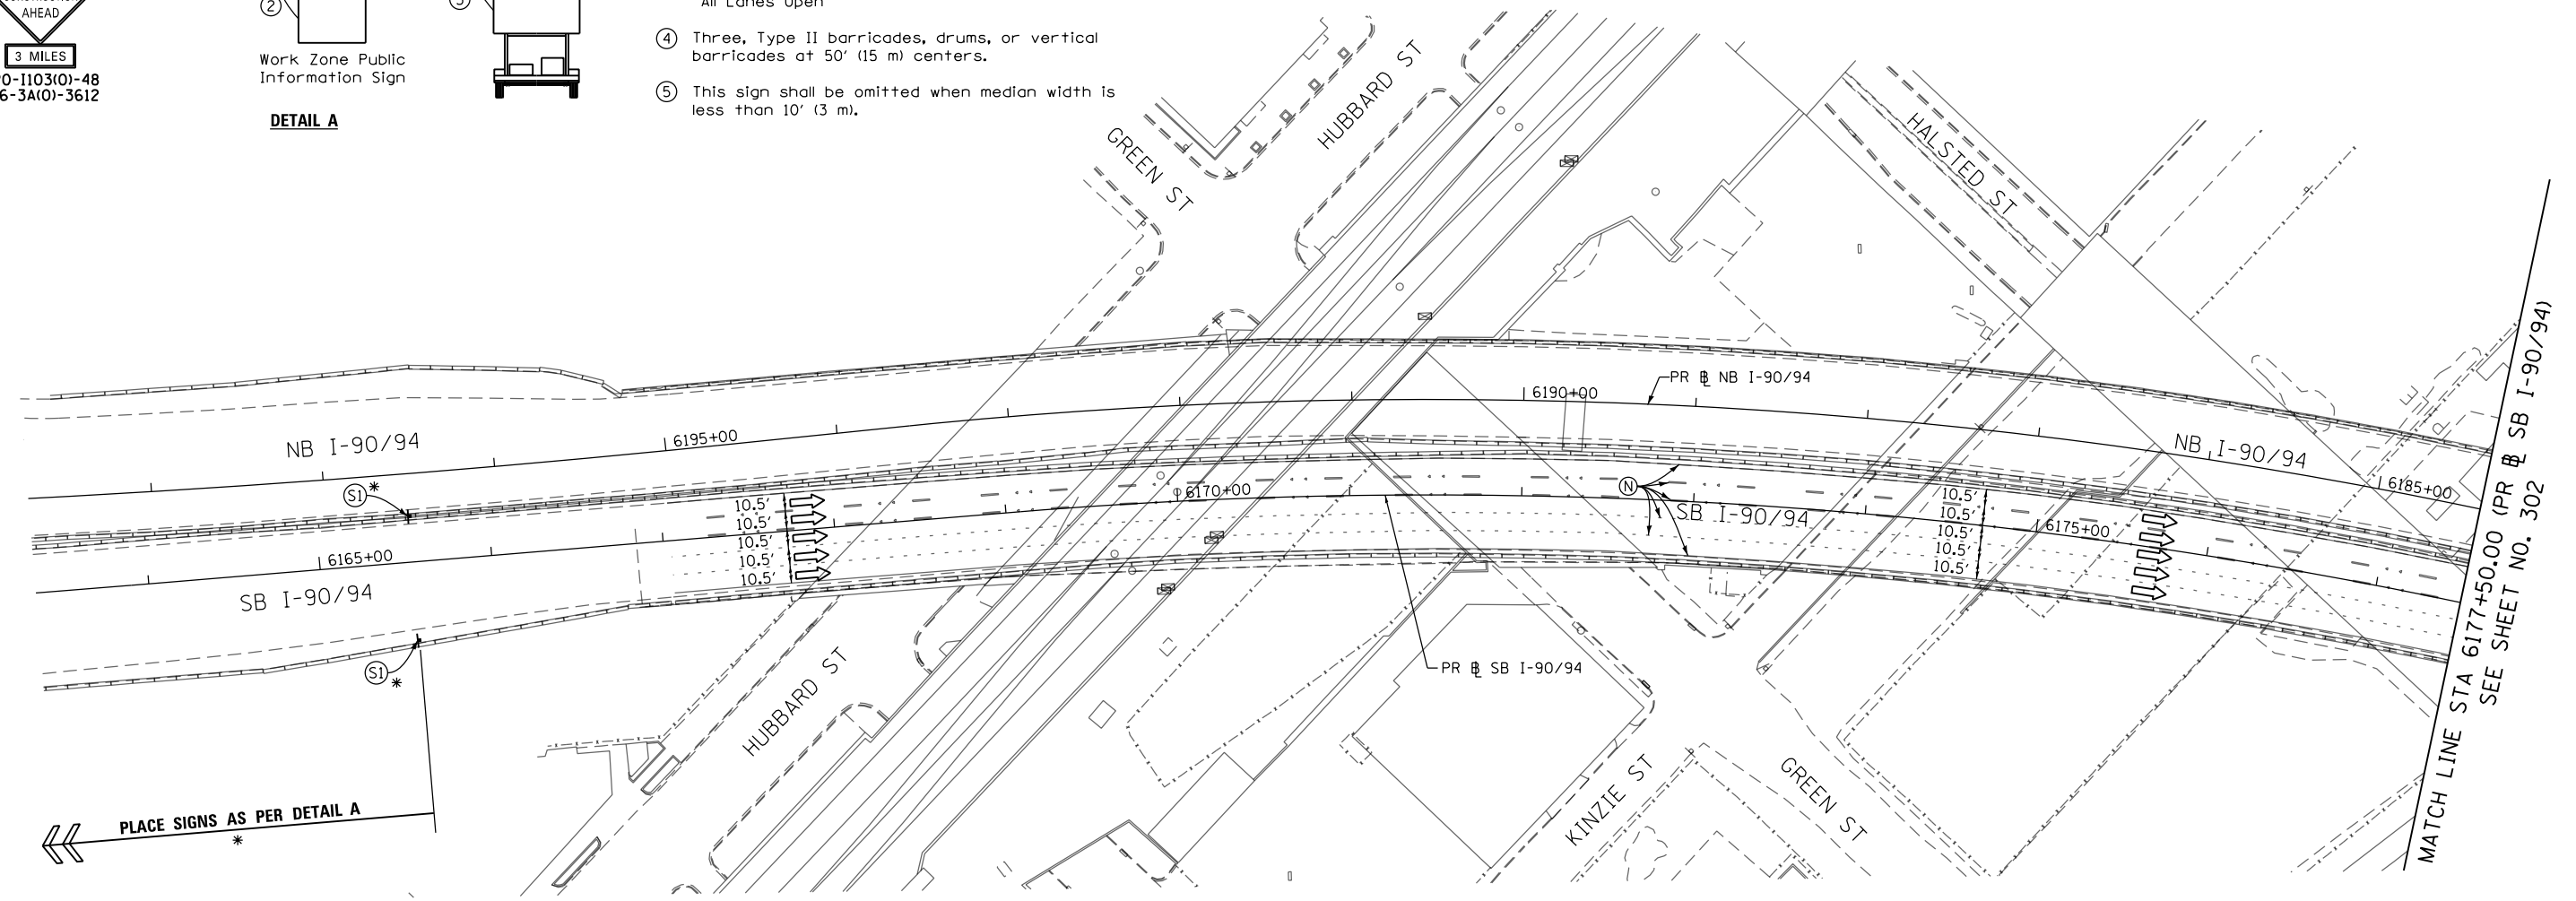 AHEAD
3 MILES
6-3A(0)-3612
2
Work Zone Public
Information Sign
DETAIL A
All Lanes Open
4 Three, Type II barricades, drums, or vertical
barricades at 50' (15 m) centers.
5 This sign shall be omitted when median width is
less than 10' (3 m).
GREEN ST
HUBBARD ST
HALSTED ST
PR BL NB I-90/94
6190+00
6195+00
NB I-90/94
NB I-90/94
6185+00
S1 *
10.5'
10.5'
10.5'
10.5'
10.5'
6170+00
N
SB I-90/94
10.5'
10.5'
10.5'
10.5'
10.5'
6175+00
6165+00
SB I-90/94
S1 *
PR BL SB I-90/94
HUBBARD ST
KINZIE ST
GREEN ST
PLACE SIGNS AS PER DETAIL A
*
MATCH LINE STA 6177+50.00 (PR BL SB I-90/94)
SEE SHEET NO. 302